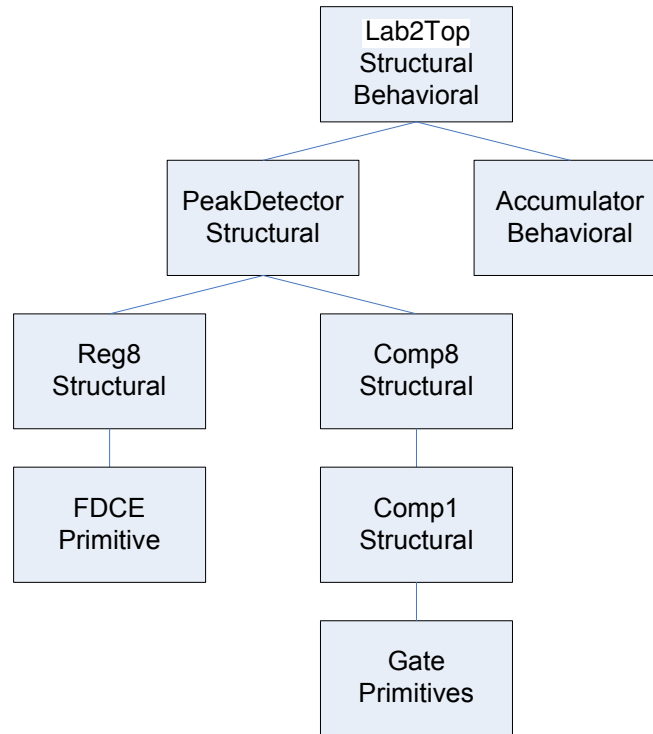 Lab2Top
Structural
Behavioral
PeakDetector
Structural
Accumulator
Behavioral
Reg8
Structural
Comp8
Structural
FDCE
Primitive
Comp1
Structural
Gate
Primitives